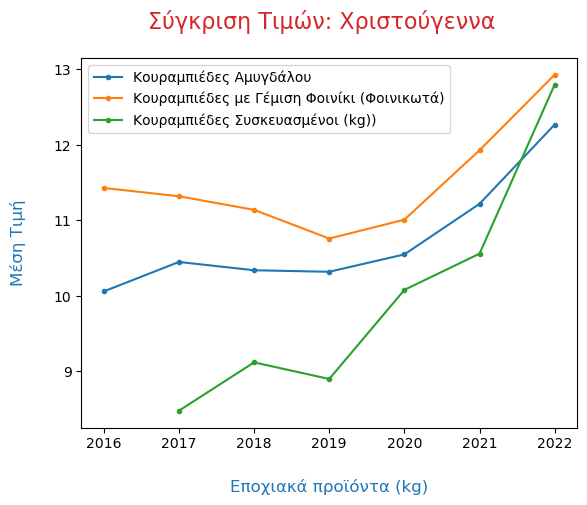 Σύγκριση Τιμών: Χριστούγεννα
Κουραμπιέδες Αμυγδάλου
Κουραμπιέδες με Γέμιση Φοινίκι (Φοινικωτά)
Κουραμπιέδες Συσκευασμένοι (kg))
Μέση Τιμή
13
12
11
10
9
2016 2017 2018 2019 2020 2021 2022
Εποχιακά προϊόντα (kg)